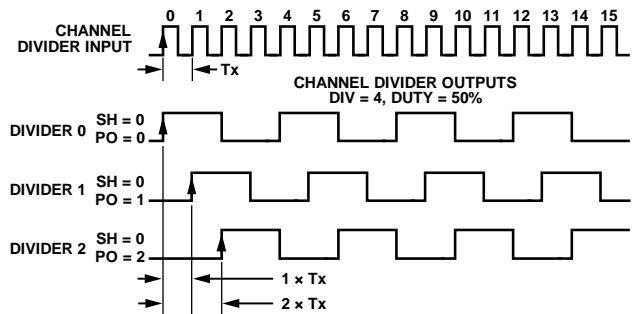 0 1 2 3 4 5 6 7 8 9 10 11 12 13 14 15
CHANNEL
DIVIDER INPUT
Tx
CHANNEL DIVIDER OUTPUTS
DIV = 4, DUTY = 50%
DIVIDER 0 SH = 0
PO = 0
DIVIDER 1 SH = 0
PO = 1
DIVIDER 2 SH = 0
PO = 2
1 × Tx
2 × Tx